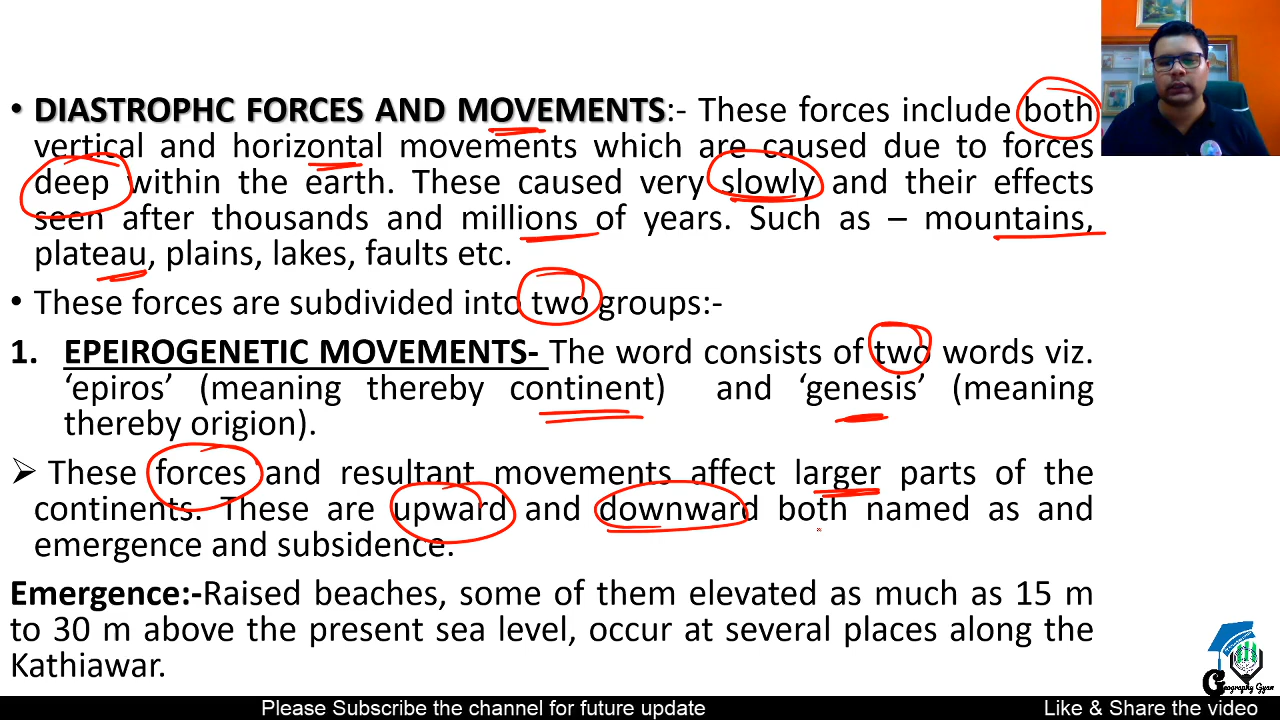 • DIASTROPHC FORCES AND MOVEMENTS:- These forces include both
vertical and horizontal movements which are caused due to forces
deep within the earth. These caused very slowly and their effects
seen after thousands and millions of years. Such as – mountains,
plateau, plains, lakes, faults etc.
• These forces are subdivided into two groups:-
1. EPEIROGENETIC MOVEMENTS- The word consists of two words viz.
‘epiros’ (meaning thereby continent) and ‘genesis’ (meaning
thereby origion).
➢ These forces and resultant movements affect larger parts of the
continents. These are upward and downward both named as and
emergence and subsidence.
Emergence:-Raised beaches, some of them elevated as much as 15 m
to 30 m above the present sea level, occur at several places along the
Kathiawar.
Geography Gyan
Please Subscribe the channel for future update
Like & Share the video